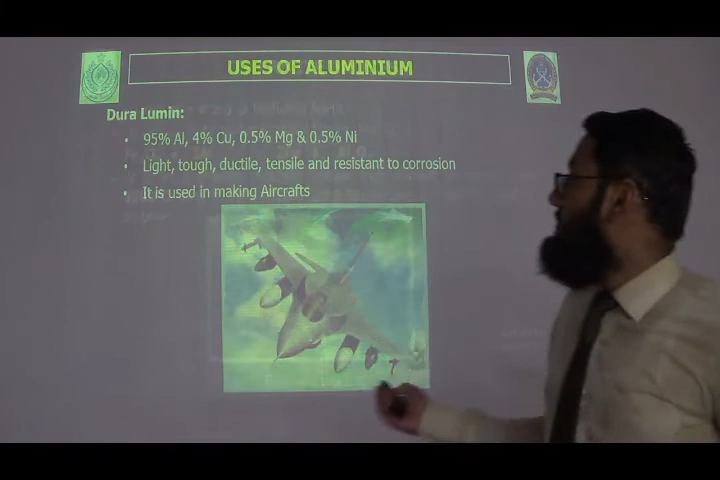 USES OF ALUMINIUM
Dura Lumin:
• 95% Al, 4% Cu, 0.5% Mg & 0.5% Ni
• Light, tough, ductile, tensile and resistant to corrosion
• It is used in making Aircrafts